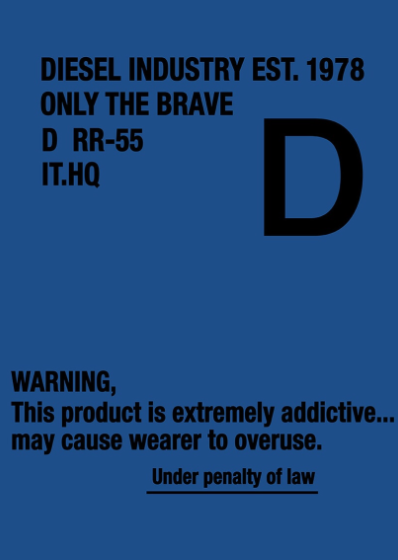 DIESEL INDUSTRY EST. 1978
ONLY THE BRAVE
D RR-55
IT.HQ
D
WARNING,
This product is extremely addictive...
may cause wearer to overuse.
Under penalty of law